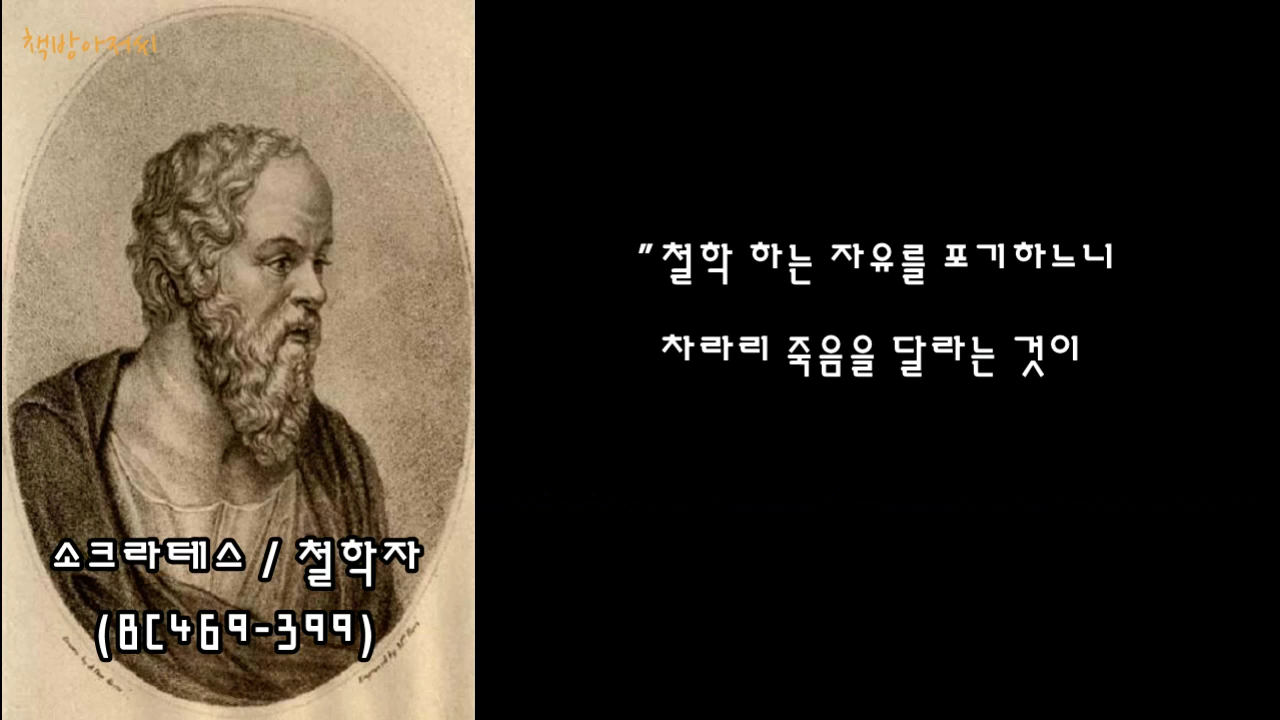 책방아저씨
"철학 하는 자유를 포기하느니
차라리 죽음을 달라는 것이
소크라테스 / 철학자
(BC469-399)